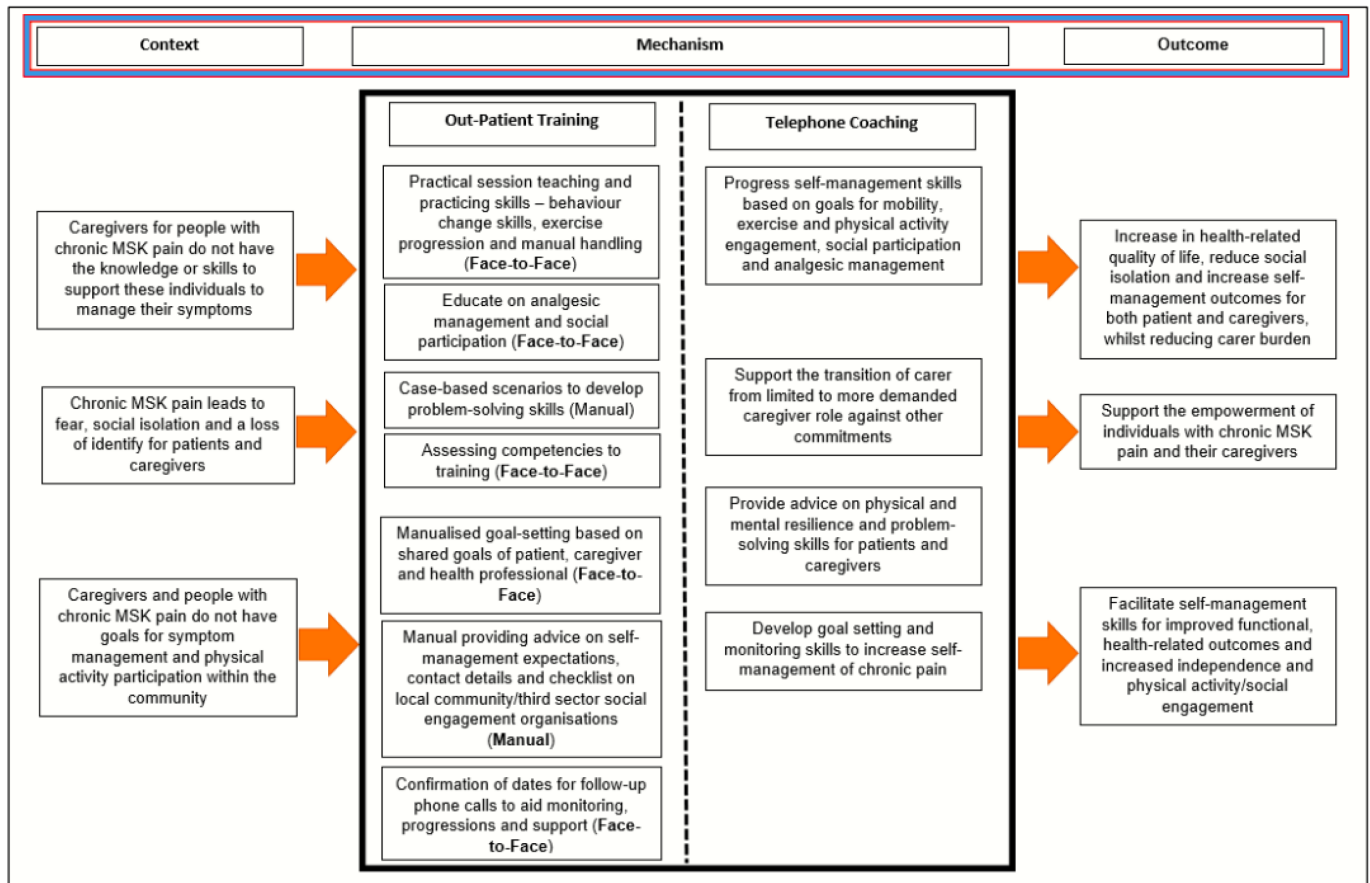 Context
Mechanism
Outcome
Out-Patient Training
Telephone Coaching
Caregivers for people with
chronic MSK pain do not have
the knowledge or skills to
support these individuals to
manage their symptoms
Chronic MSK pain leads to
fear, social isolation and a loss
of identify for patients and
caregivers
Caregivers and people with
chronic MSK pain do not have
goals for symptom
management and physical
activity participation within the
community
Practical session teaching and
practicing skills – behaviour
change skills, exercise
progression and manual handling
(Face-to-Face)
Educate on analgesic
management and social
participation (Face-to-Face)
Case-based scenarios to develop
problem-solving skills (Manual)
Assessing competencies to
training (Face-to-Face)
Manualised goal-setting based on
shared goals of patient, caregiver
and health professional (Face-to-
Face)
Manual providing advice on self-
management expectations,
contact details and checklist on
local community/third sector social
engagement organisations
(Manual)
Confirmation of dates for follow-up
phone calls to aid monitoring,
progressions and support (Face-
to-Face)
Progress self-management skills
based on goals for mobility,
exercise and physical activity
engagement, social participation
and analgesic management
Support the transition of carer
from limited to more demanded
caregiver role against other
commitments
Provide advice on physical and
mental resilience and problem-
solving skills for patients and
caregivers
Develop goal setting and
monitoring skills to increase self-
management of chronic pain
Increase in health-related
quality of life, reduce social
isolation and increase self-
management outcomes for
both patient and caregivers,
whilst reducing carer burden
Support the empowerment of
individuals with chronic MSK
pain and their caregivers
Facilitate self-management
skills for improved functional,
health-related outcomes and
increased independence and
physical activity/social
engagement